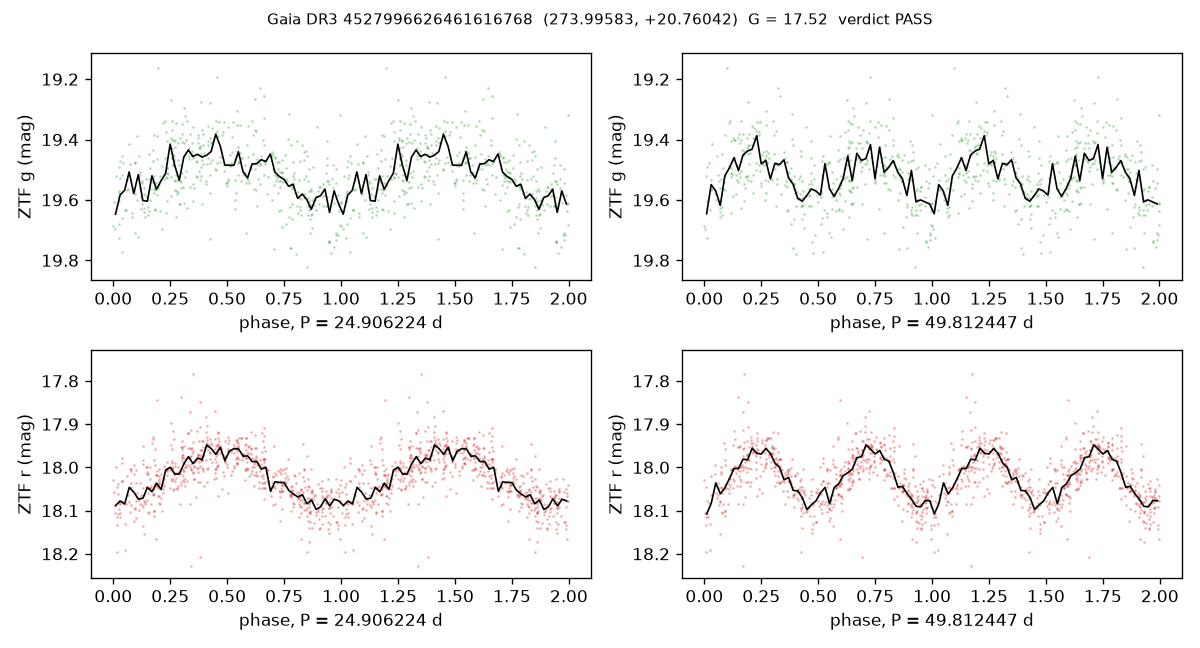 Gaia DR3 4527996626461616768 (273.99583, +20.76042) G = 17.52 verdict PASS
ZTF g (mag)
19.2
19.4
19.6
19.8
0.00 0.25 0.50 0.75 1.00 1.25 1.50 1.75 2.00
phase, P = 24.906224 d
ZTF g (mag)
19.2
19.4
19.6
19.8
0.00 0.25 0.50 0.75 1.00 1.25 1.50 1.75 2.00
phase, P = 49.812447 d
ZTF r (mag)
17.8
17.9
18.0
18.1
18.2
0.00 0.25 0.50 0.75 1.00 1.25 1.50 1.75 2.00
phase, P = 24.906224 d
ZTF r (mag)
17.8
17.9
18.0
18.1
18.2
0.00 0.25 0.50 0.75 1.00 1.25 1.50 1.75 2.00
phase, P = 49.812447 d